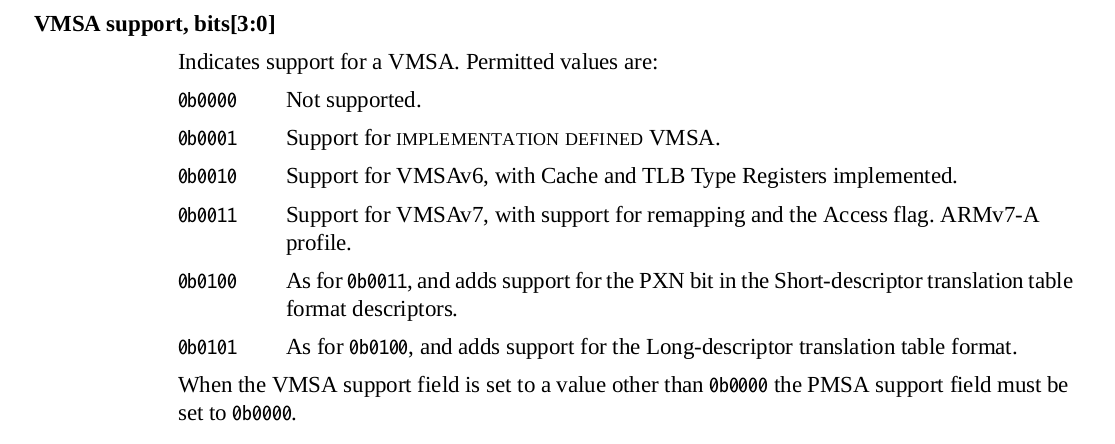 VMSA support, bits[3:0]
Indicates support for a VMSA. Permitted values are:
0b0000 Not supported.
0b0001 Support for IMPLEMENTATION DEFINED VMSA.
0b0010 Support for VMSAv6, with Cache and TLB Type Registers implemented.
0b0011 Support for VMSAv7, with support for remapping and the Access flag. ARMv7-A
profile.
0b0100 As for 0b0011, and adds support for the PXN bit in the Short-descriptor translation table
format descriptors.
0b0101 As for 0b0100, and adds support for the Long-descriptor translation table format.
When the VMSA support field is set to a value other than 0b0000 the PMSA support field must be
set to 0b0000.